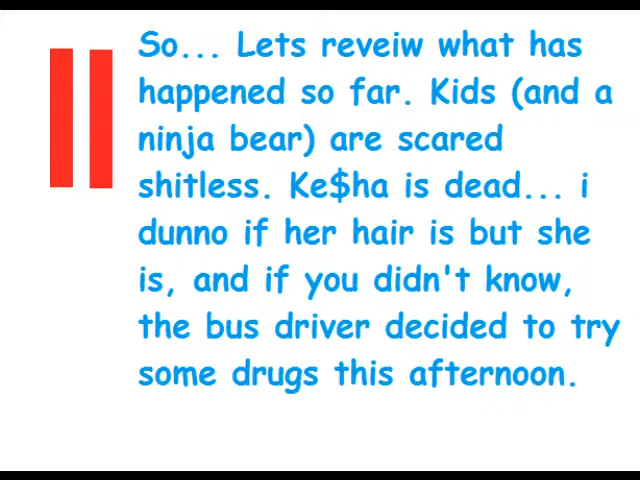 So... Lets reveiw what has
happened so far. Kids (and a
ninja bear) are scared
shitless. Ke$ha is dead... i
dunno if her hair is but she
is, and if you didn't know,
the bus driver decided to try
some drugs this afternoon.